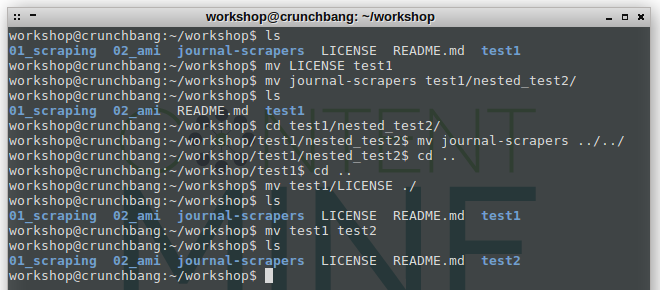 workshop@crunchbang: ~/workshop
workshop@crunchbang:~/workshop$ ls
01_scraping  02_ami  journal-scrapers  LICENSE  README.md  test1
workshop@crunchbang:~/workshop$ mv LICENSE test1
workshop@crunchbang:~/workshop$ mv journal-scrapers test1/nested_test2/
workshop@crunchbang:~/workshop$ ls
01_scraping  02_ami  README.md  test1
workshop@crunchbang:~/workshop$ cd test1/nested_test2/
workshop@crunchbang:~/workshop/test1/nested_test2$ mv journal-scrapers ../../
workshop@crunchbang:~/workshop/test1/nested_test2$ cd ..
workshop@crunchbang:~/workshop/test1$ cd ..
workshop@crunchbang:~/workshop$ mv test1/LICENSE ./
workshop@crunchbang:~/workshop$ ls
01_scraping  02_ami  journal-scrapers  LICENSE  README.md  test1
workshop@crunchbang:~/workshop$ mv test1 test2
workshop@crunchbang:~/workshop$ ls
01_scraping  02_ami  journal-scrapers  LICENSE  README.md  test2
workshop@crunchbang:~/workshop$
CONTENT
MINE